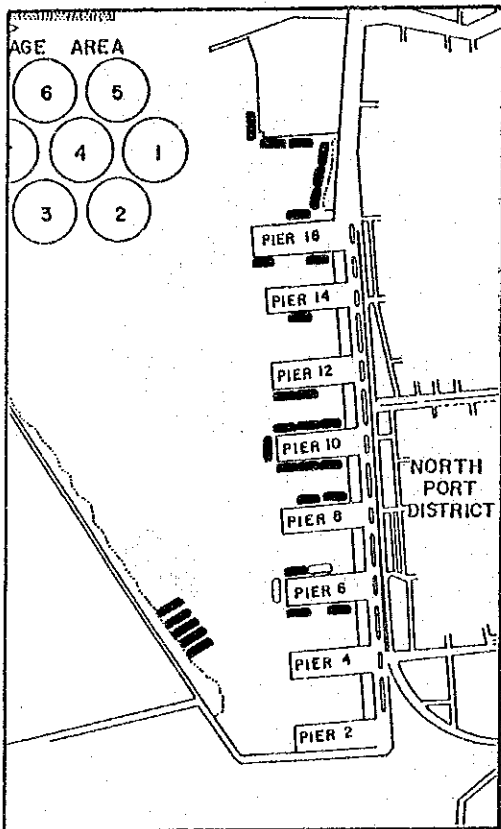 AGE AREA
6
5
4
1
3
2
PIER 16
PIER 14
PIER 12
PIER 10
NORTH
PORT
DISTRICT
PIER 8
PIER 6
PIER 4
PIER 2